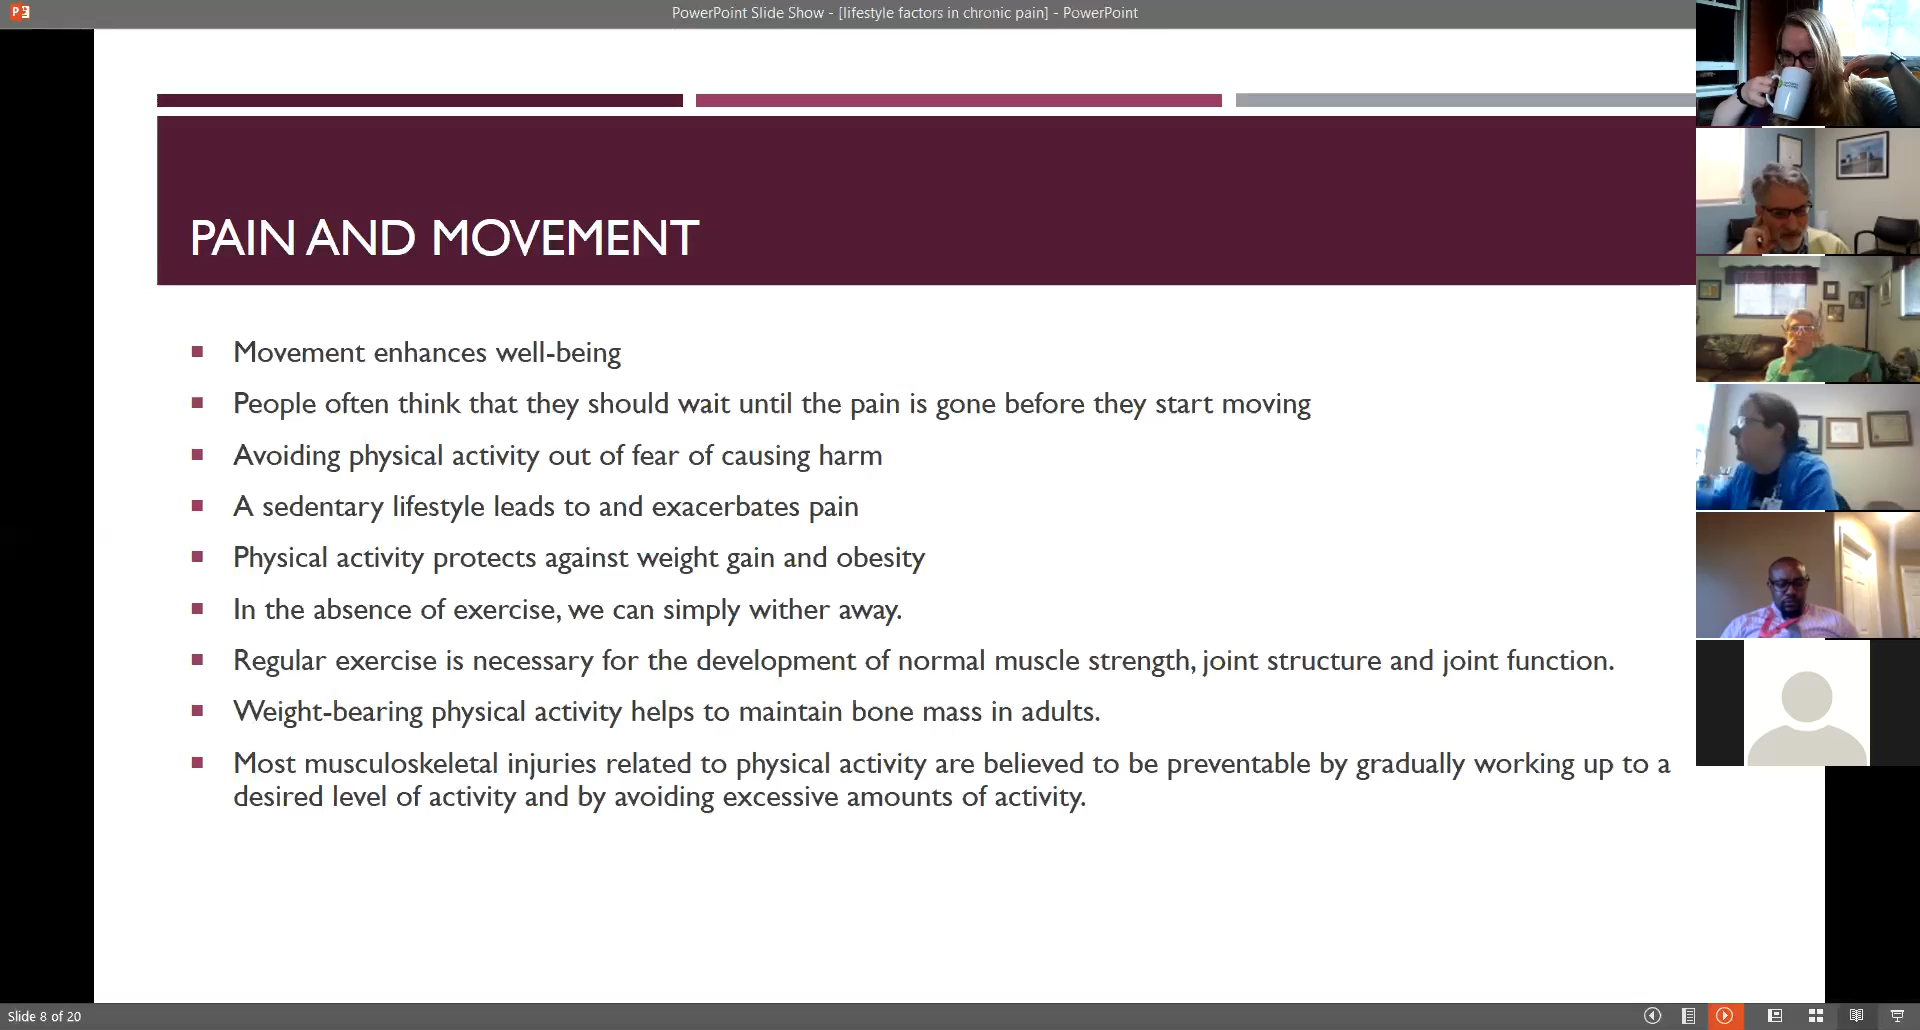 PowerPoint Slide Show - [lifestyle factors in chronic pain] - PowerPoint
PAIN AND MOVEMENT
Movement enhances well-being
People often think that they should wait until the pain is gone before they start moving
Avoiding physical activity out of fear of causing harm
A sedentary lifestyle leads to and exacerbates pain
Physical activity protects against weight gain and obesity
In the absence of exercise, we can simply wither away.
Regular exercise is necessary for the development of normal muscle strength, joint structure and joint function.
Weight-bearing physical activity helps to maintain bone mass in adults.
Most musculoskeletal injuries related to physical activity are believed to be preventable by gradually working up to a
desired level of activity and by avoiding excessive amounts of activity.
Slide 8 of 20